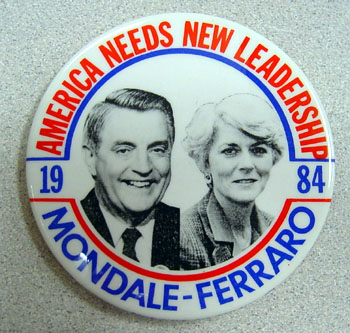 AMERICA NEEDS NEW LEADERSHIP
19 84
MONDALE-FERRARO